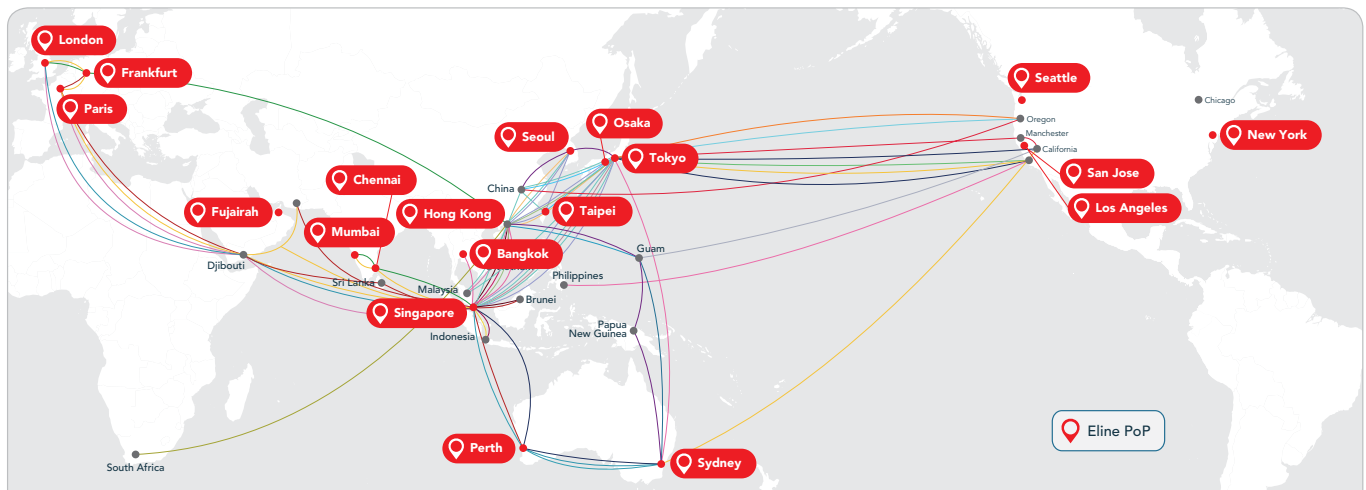 London
Frankfurt
Paris
Seattle
Chicago
Osaka
Oregon
Seoul
Manchester
New York
Tokyo
California
Chennai
San Jose
China
Fujairah
Hong Kong
Taipei
Los Angeles
Mumbai
Guam
Bangkok
Djibouti
Philippines
Sri Lanka
Malaysia
Brunei
Singapore
Papua
New Guinea
Indonesia
Eline PoP
Perth
Sydney
South Africa